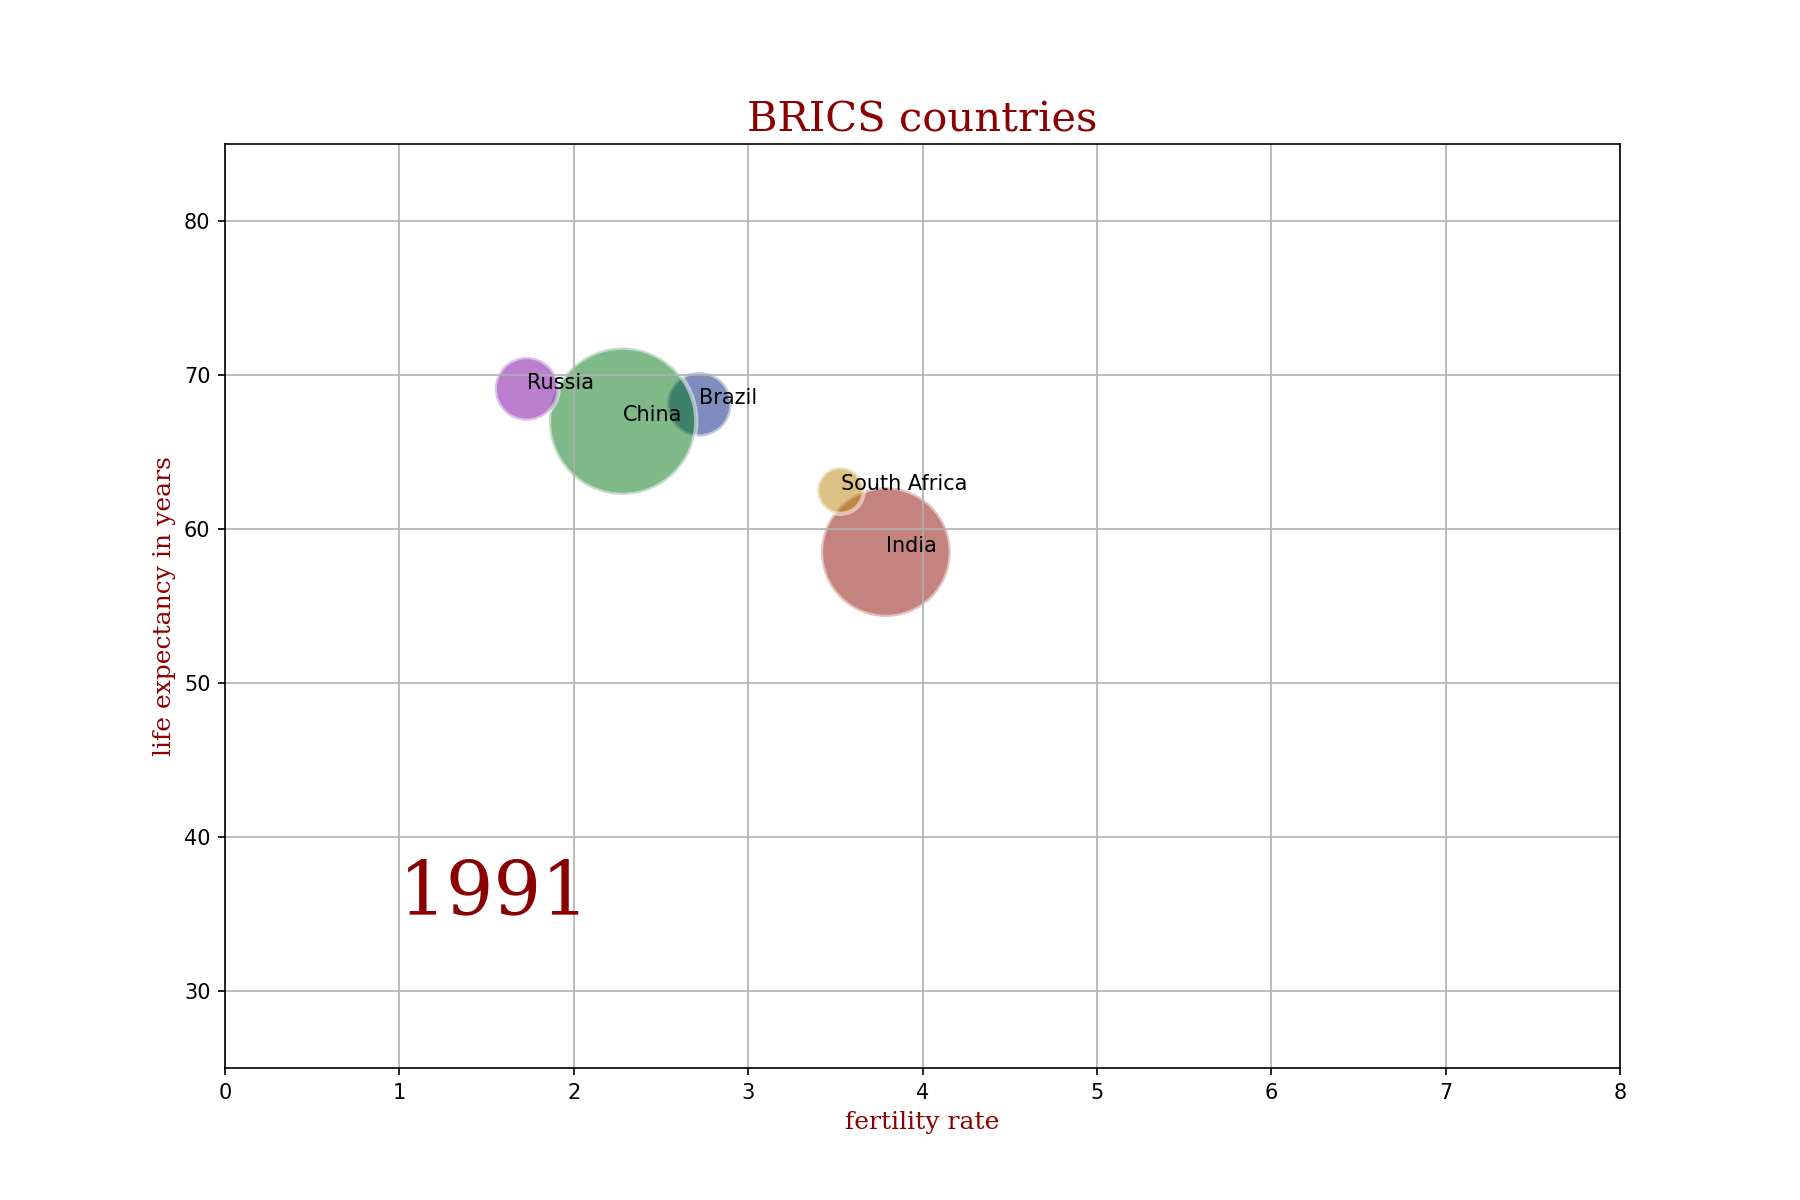 BRICS countries
life expectancy in years
80
70
60
50
40
30
Russia
Brazil
China
South Africa
India
1991
0 1 2 3 4 5 6 7 8
fertility rate